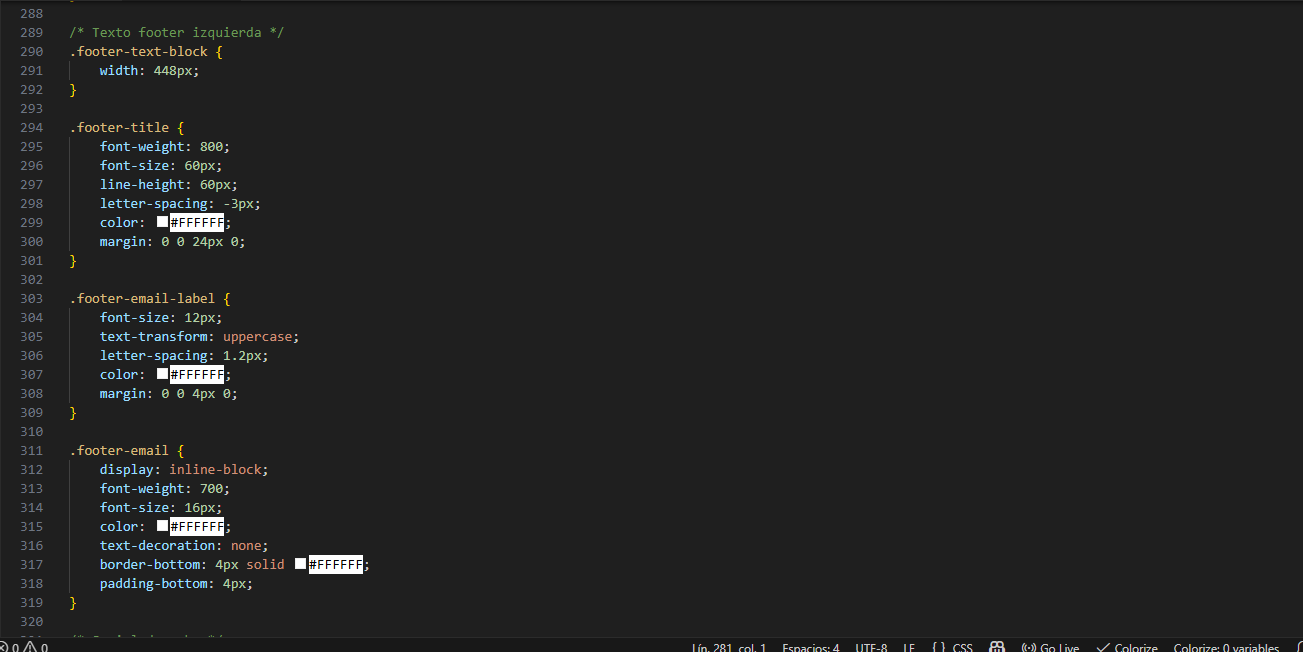 288
289 /* Texto footer izquierda */
290 .footer-text-block {
291     width: 448px;
292 }
293
294 .footer-title {
295     font-weight: 800;
296     font-size: 60px;
297     line-height: 60px;
298     letter-spacing: -3px;
299     color: #FFFFFF;
300     margin: 0 0 24px 0;
301 }
302
303 .footer-email-label {
304     font-size: 12px;
305     text-transform: uppercase;
306     letter-spacing: 1.2px;
307     color: #FFFFFF;
308     margin: 0 0 4px 0;
309 }
310
311 .footer-email {
312     display: inline-block;
313     font-weight: 700;
314     font-size: 16px;
315     color: #FFFFFF;
316     text-decoration: none;
317     border-bottom: 4px solid #FFFFFF;
318     padding-bottom: 4px;
319 }
320
0 0 Lín. 281, col. 1 Espacios: 4 UTF-8 LF { } CSS Go Live Colorize Colorize: 0 variables